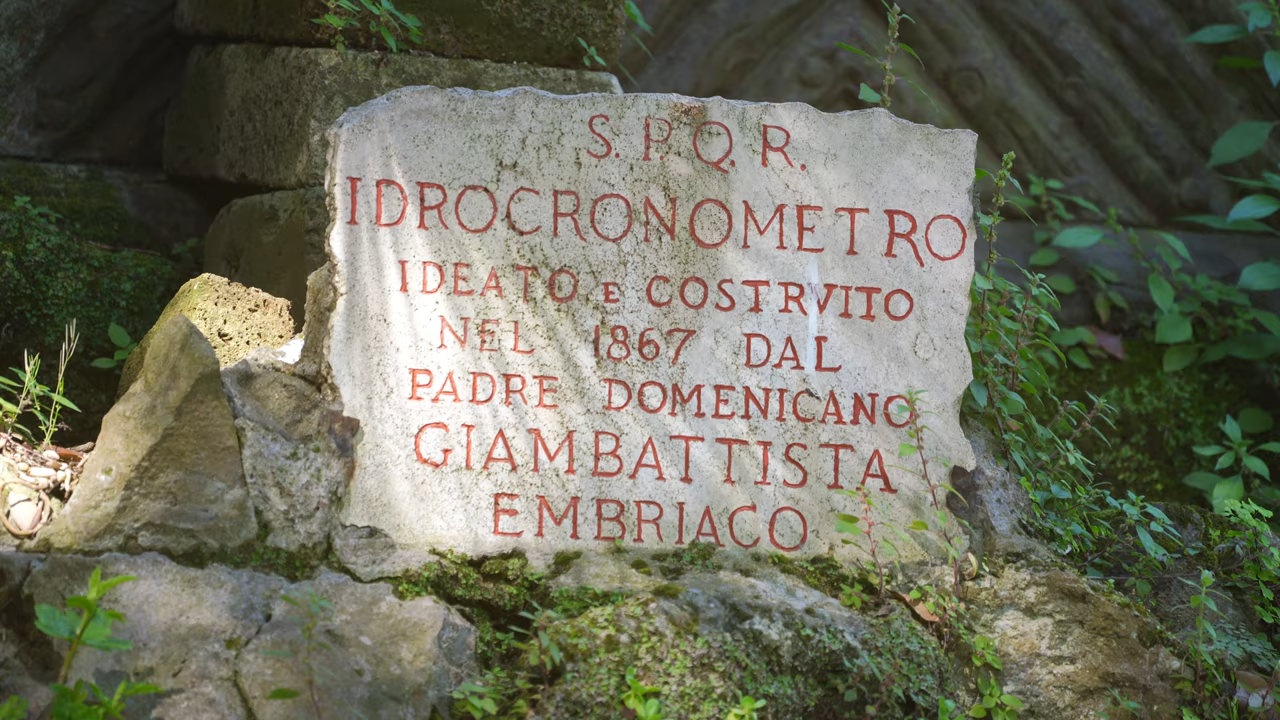 S. P. Q. R.
IDROCRONOMETRO
IDEATO E COSTRVITO
NEL 1867 DAL
PADRE DOMENICANO
GIAMBATTISTA
EMBRIACO